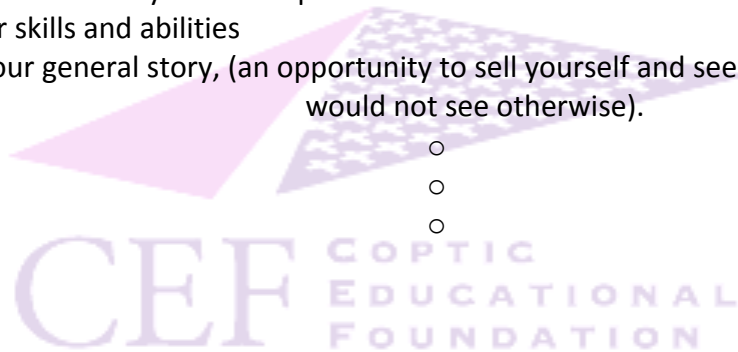 r skills and abilities
our general story, (an opportunity to sell yourself and see
would not see otherwise).
○
○
○
CEF COPTIC
EDUCATIONAL
FOUNDATION